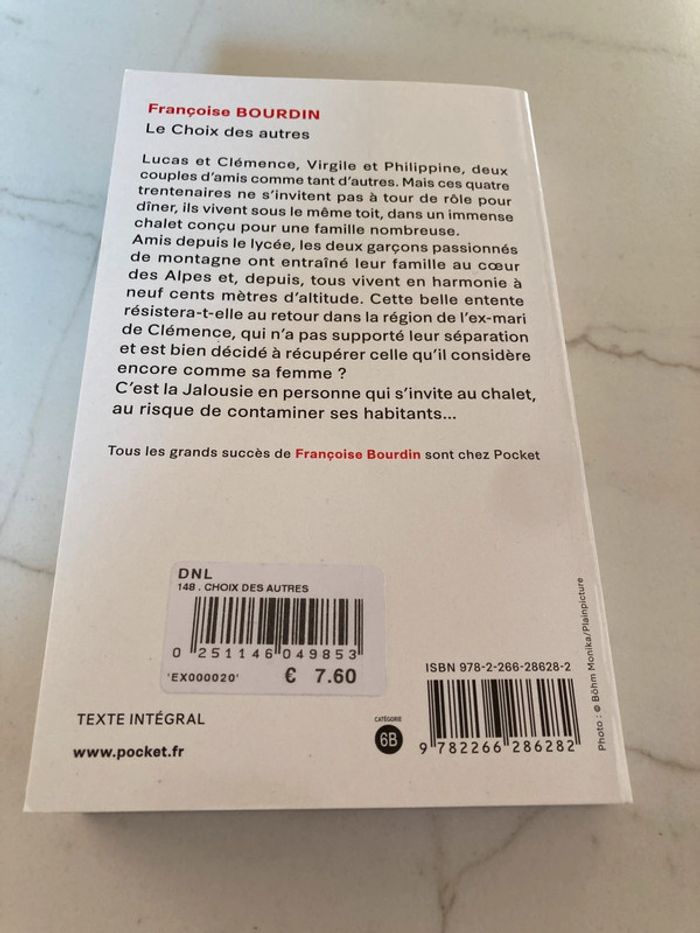 Françoise BOURDIN
Le Choix des autres
Lucas et Clémence, Virgile et Philippine, deux
couples d'amis comme tant d'autres. Mais ces quatre
trentenaires ne s'invitent pas à tour de rôle pour
dîner, ils vivent sous le même toit, dans un immense
chalet conçu pour une famille nombreuse.
Amis depuis le lycée, les deux garçons passionnés
de montagne ont entraîné leur famille au cœur
des Alpes et, depuis, tous vivent en harmonie à
neuf cents mètres d'altitude. Cette belle entente
résistera-t-elle au retour dans la région de l'ex-mari
de Clémence, qui n'a pas supporté leur séparation
et est bien décidé à récupérer celle qu'il considère
encore comme sa femme ?
C'est la Jalousie en personne qui s'invite au chalet,
au risque de contaminer ses habitants...
Tous les grands succès de Françoise Bourdin sont chez Pocket
DNL
148 . CHOIX DES AUTRES
0 251146 049853
'EX000020' € 7.60
TEXTE INTÉGRAL
www.pocket.fr
CATÉGORIE
6B
ISBN 978-2-266-28628-2
9 782266 286282
Photo : © Böhm Monika/Plainpicture